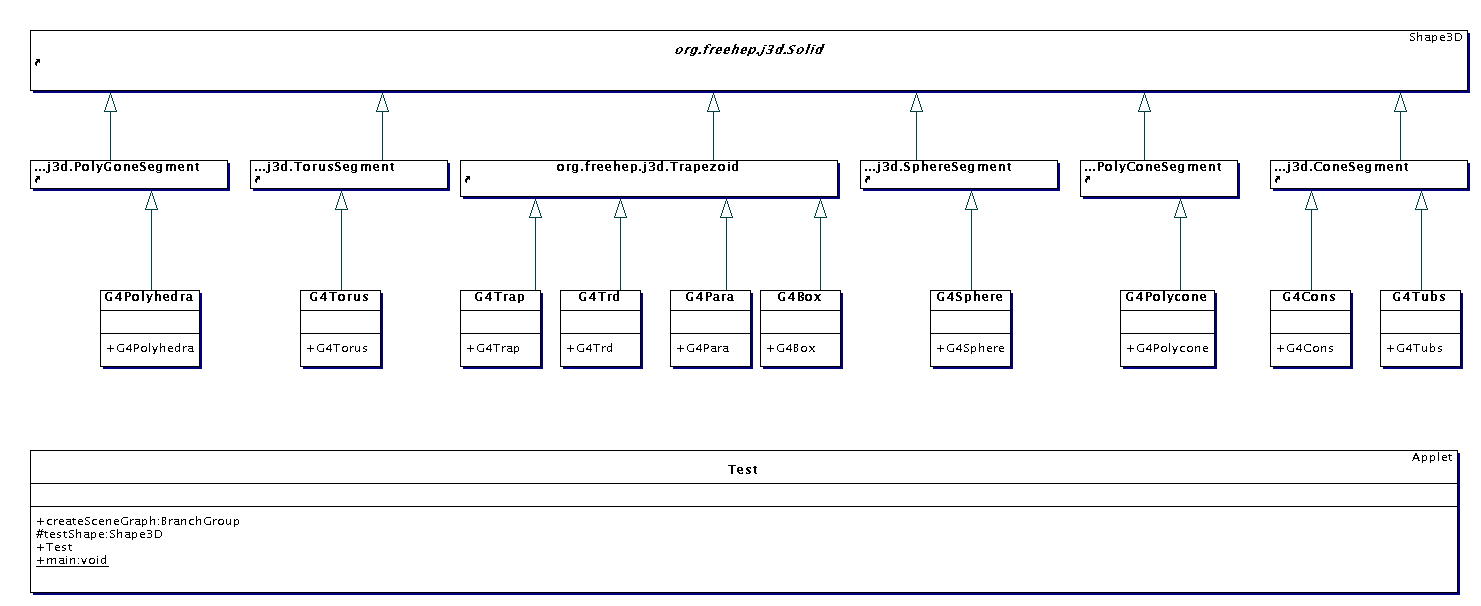 Shape3D
org.freehep.j3d.Solid
...j3d.PolyGoneSegment
...j3d.TorusSegment
org.freehep.j3d.Trapezoid
...j3d.SphereSegment
...PolyConeSegment
...j3d.ConeSegment
G4Polyhedra
+G4Polyhedra
G4Torus
+G4Torus
G4Trap
+G4Trap
G4Trd
+G4Trd
G4Para
+G4Para
G4Box
+G4Box
G4Sphere
+G4Sphere
G4Polycone
+G4Polycone
G4Cons
+G4Cons
G4Tubs
+G4Tubs
Applet
Test
+createSceneGraph:BranchGroup
#testShape:Shape3D
+Test
+main:void